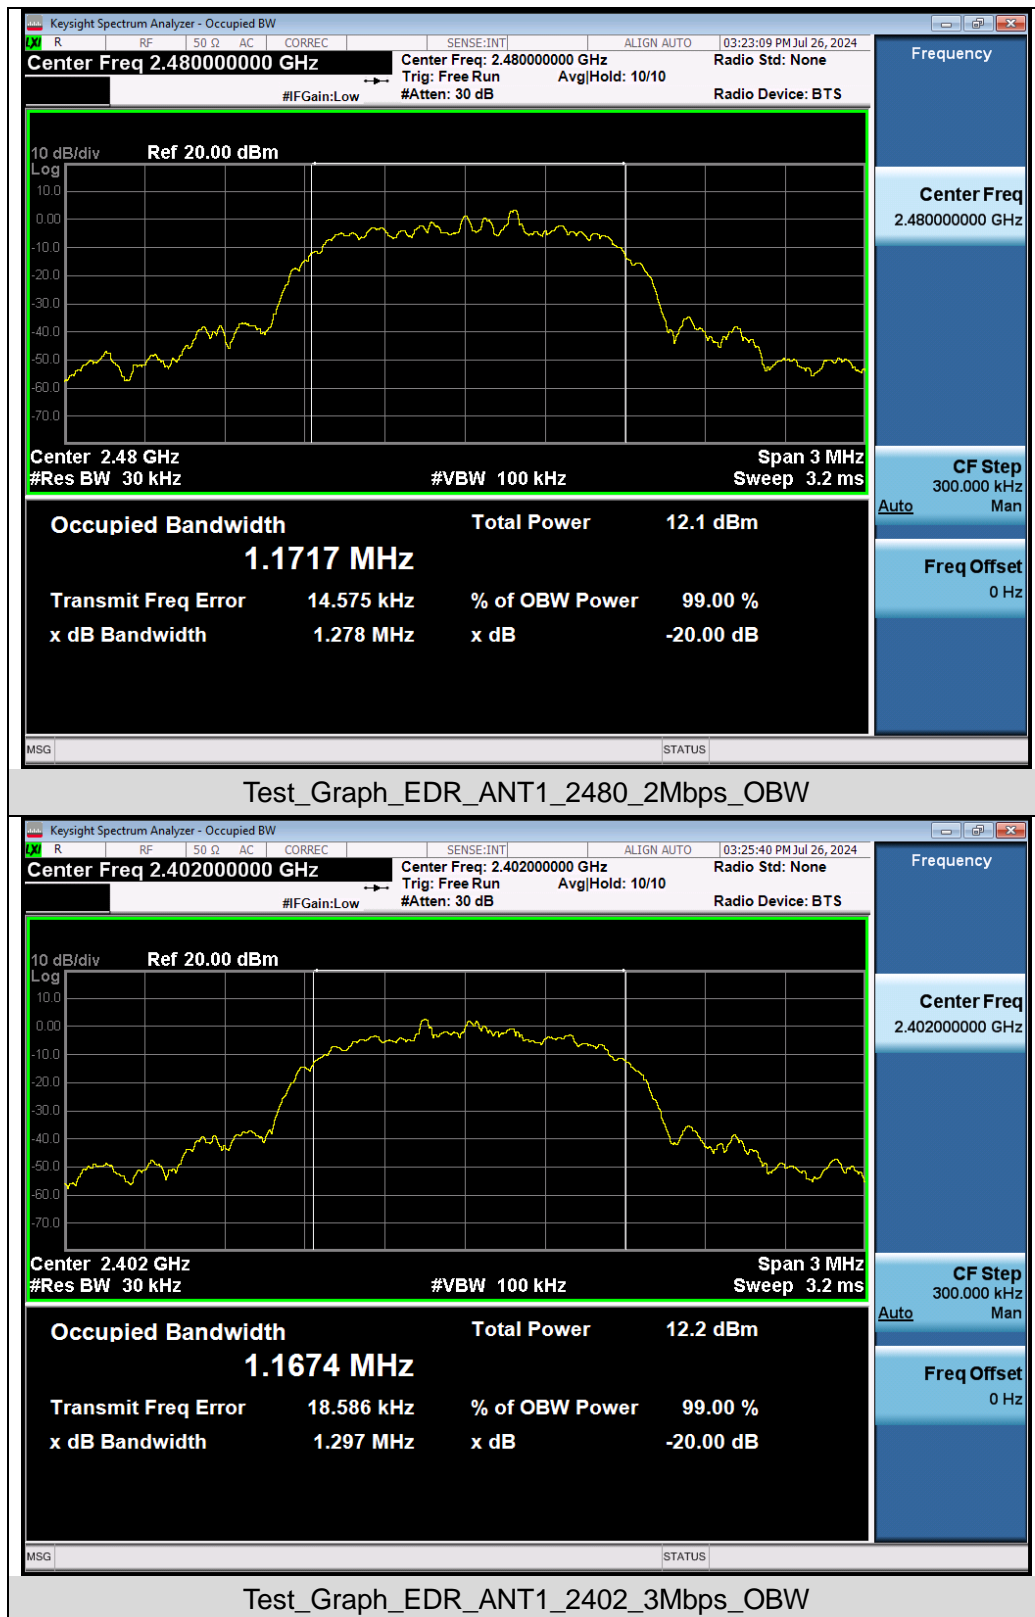 Keysight Spectrum Analyzer - Occupied BW
LXI R RF 50 Ω AC CORREC SENSE:INT ALIGN AUTO 03:23:09 PM Jul 26, 2024
Center Freq 2.480000000 GHz
Center Freq: 2.480000000 GHz
Radio Std: None
Trig: Free Run Avg|Hold: 10/10
#IFGain:Low #Atten: 30 dB Radio Device: BTS
10 dB/div Ref 20.00 dBm
Log
10.0
0.00
-10.0
-20.0
-30.0
-40.0
-50.0
-60.0
-70.0
Center 2.48 GHz Span 3 MHz
#Res BW 30 kHz #VBW 100 kHz Sweep 3.2 ms
Occupied Bandwidth Total Power 12.1 dBm
1.1717 MHz
Transmit Freq Error 14.575 kHz % of OBW Power 99.00 %
x dB Bandwidth 1.278 MHz x dB -20.00 dB
MSG STATUS
Frequency
Center Freq
2.480000000 GHz
CF Step
300.000 kHz
Auto Man
Freq Offset
0 Hz
Test_Graph_EDR_ANT1_2480_2Mbps_OBW
Keysight Spectrum Analyzer - Occupied BW
LXI R RF 50 Ω AC CORREC SENSE:INT ALIGN AUTO 03:25:40 PM Jul 26, 2024
Center Freq 2.402000000 GHz
Center Freq: 2.402000000 GHz
Radio Std: None
Trig: Free Run Avg|Hold: 10/10
#IFGain:Low #Atten: 30 dB Radio Device: BTS
10 dB/div Ref 20.00 dBm
Log
10.0
0.00
-10.0
-20.0
-30.0
-40.0
-50.0
-60.0
-70.0
Center 2.402 GHz Span 3 MHz
#Res BW 30 kHz #VBW 100 kHz Sweep 3.2 ms
Occupied Bandwidth Total Power 12.2 dBm
1.1674 MHz
Transmit Freq Error 18.586 kHz % of OBW Power 99.00 %
x dB Bandwidth 1.297 MHz x dB -20.00 dB
MSG STATUS
Frequency
Center Freq
2.402000000 GHz
CF Step
300.000 kHz
Auto Man
Freq Offset
0 Hz
Test_Graph_EDR_ANT1_2402_3Mbps_OBW